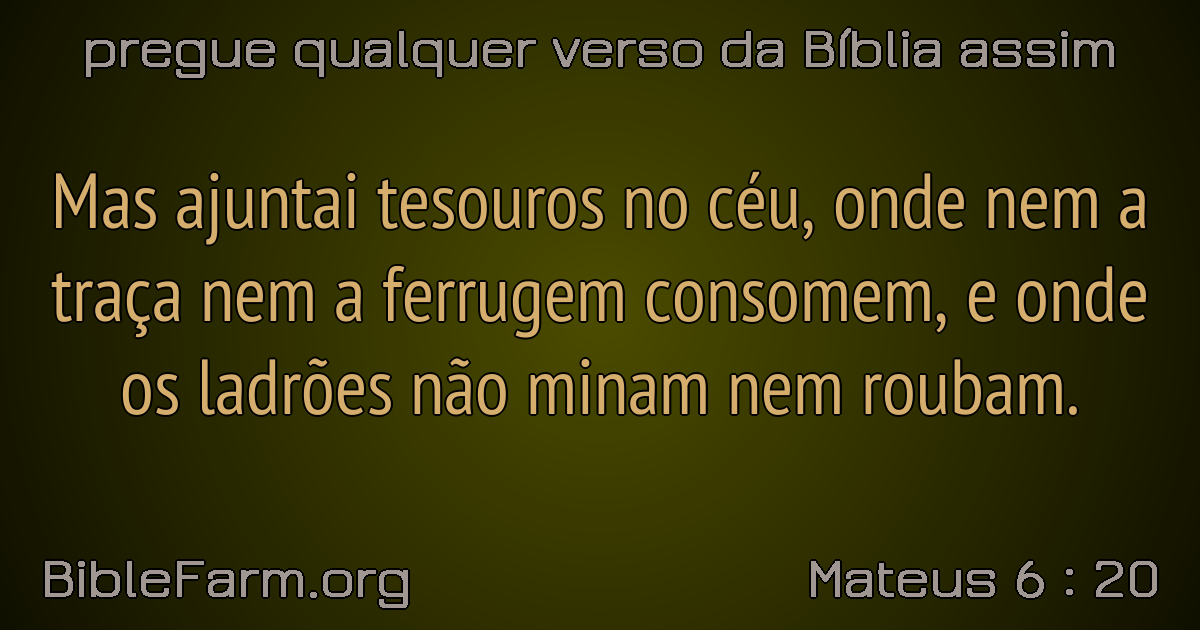 pregue qualquer verso da Bíblia assim
Mas ajuntai tesouros no céu, onde nem a
traça nem a ferrugem consomem, e onde
os ladrões não minam nem roubam.
BibleFarm.org
Mateus 6 : 20